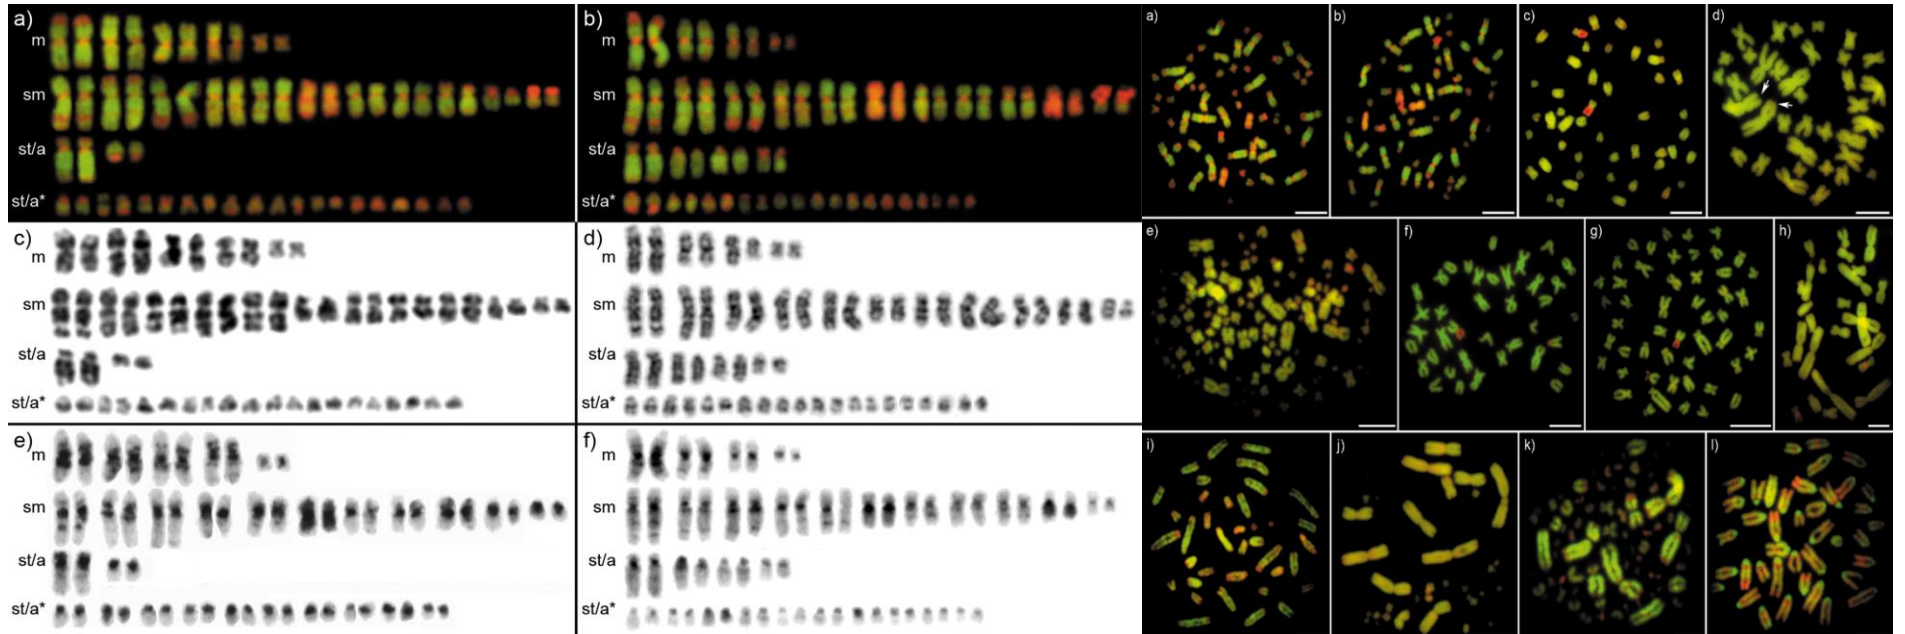 a)
m
sm
st/a
st/a*
b)
m
sm
st/a
st/a*
c)
m
sm
st/a
st/a*
d)
m
sm
st/a
st/a*
e)
m
sm
st/a
st/a*
f)
m
sm
st/a
st/a*
a)
b)
c)
d)
e)
f)
g)
h)
i)
j)
k)
l)